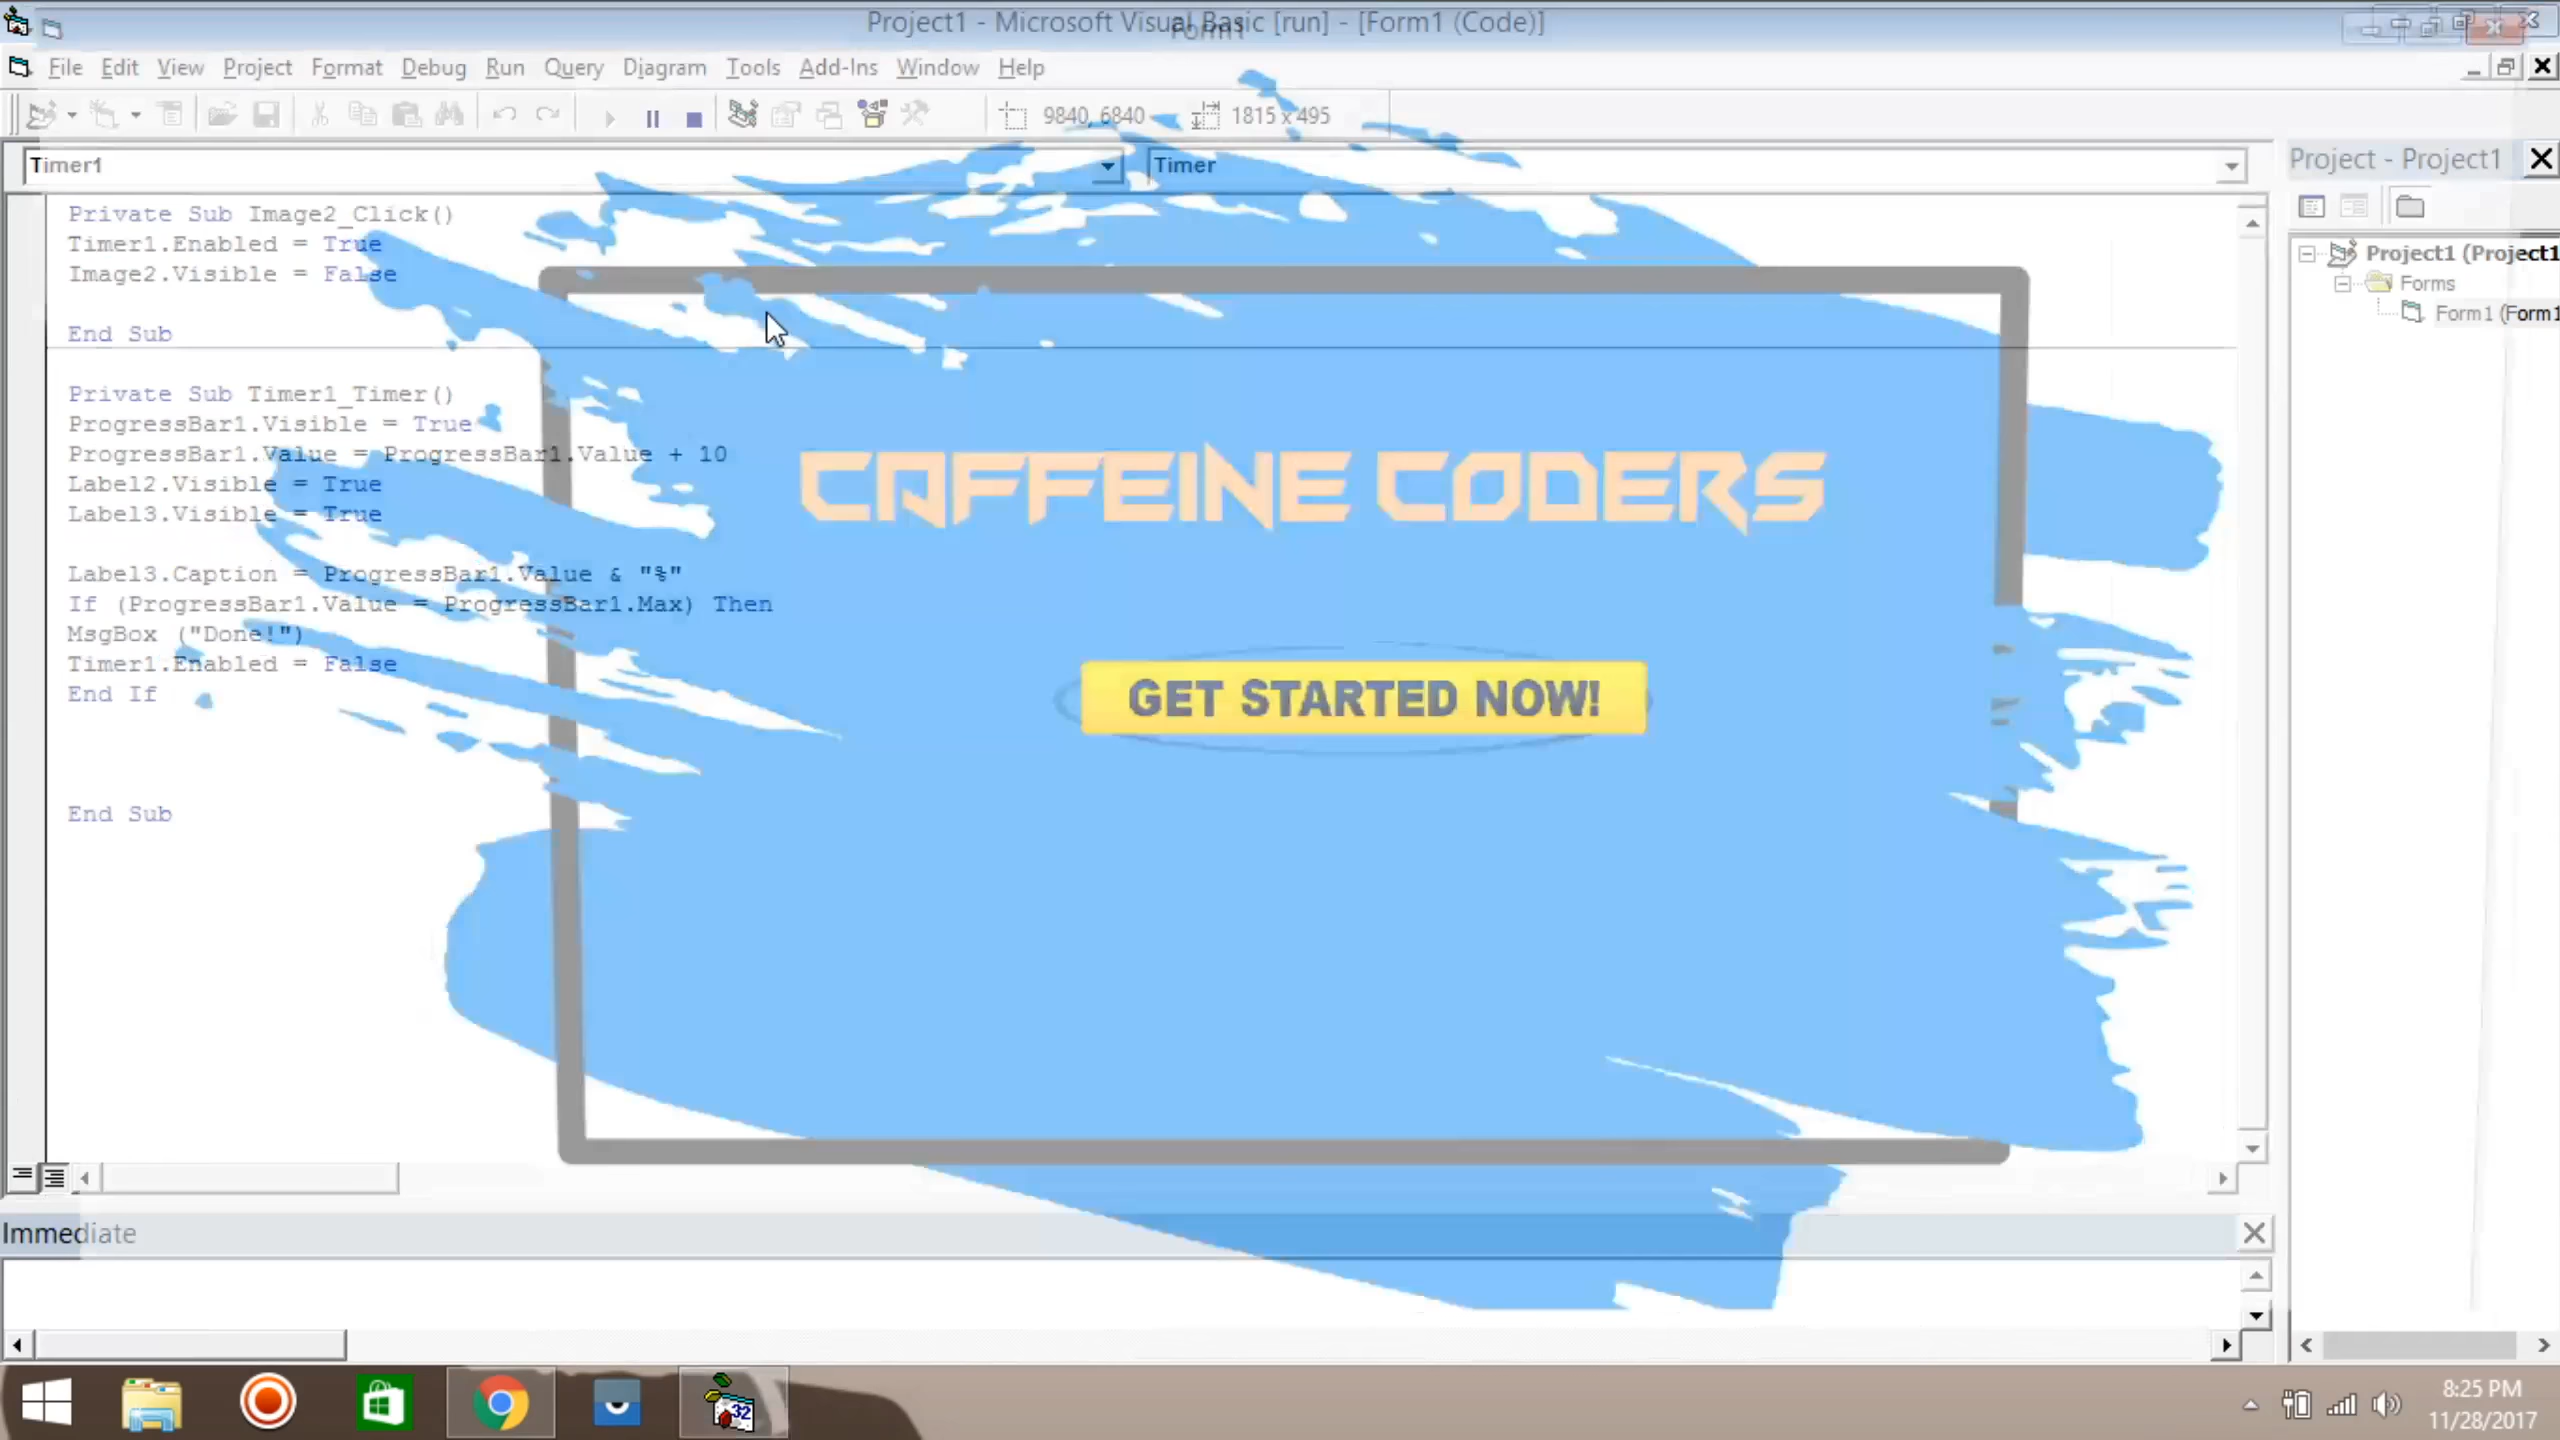 Project1 - Microsoft Visual Basic [run] - [Form1 (Code)]
Form1
File Edit View Project Format Debug Run Query Diagram Tools Add-Ins Window Help
9840, 6840 1815 x 495
Timer1 Timer
Project - Project1
Private Sub Image2_Click()
Timer1.Enabled = True
Image2.Visible = False
End Sub
Private Sub Timer1_Timer()
ProgressBar1.Visible = True
ProgressBar1.Value = ProgressBar1.Value + 10
Label2.Visible = True
Label3.Visible = True
Label3.Caption = ProgressBar1.Value & "%"
If (ProgressBar1.Value = ProgressBar1.Max) Then
MsgBox ("Done!")
Timer1.Enabled = False
End If
End Sub
CAFFEINE CODERS
GET STARTED NOW!
Project1 (Project1
Forms
Form1 (Form1
Immediate
32
8:25 PM
11/28/2017